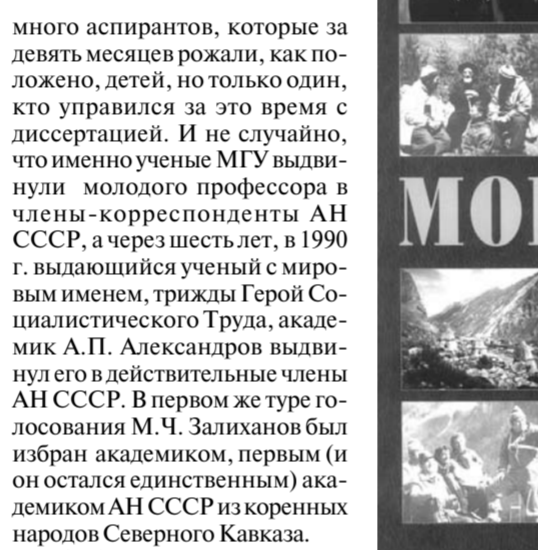 много аспирантов, которые за
девять месяцев рожали, как по-
ложено, детей, но только один,
кто управился за это время с
диссертацией. И не случайно,
что именно ученые МГУ выдви-
нули молодого профессора в
члены-корреспонденты АН
СССР, а через шесть лет, в 1990
г. выдающийся ученый с миро-
вым именем, трижды Герой Со-
циалистического Труда, акаде-
мик А.П. Александров выдви-
нул его в действительные члены
АН СССР. В первом же туре го-
лосования М.Ч. Залиханов был
избран академиком, первым (и
он остался единственным) ака-
демиком АН СССР из коренных
народов Северного Кавказа.